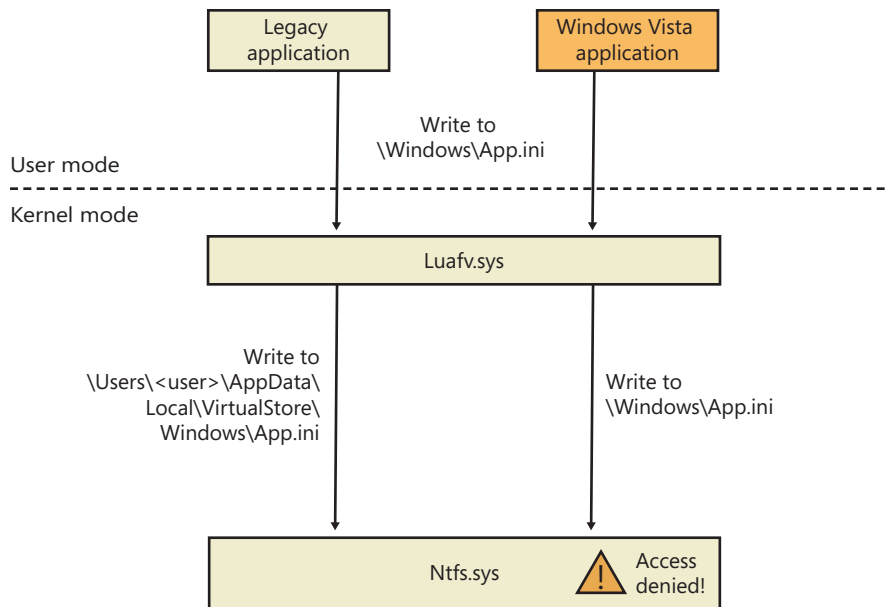 Legacy
application
Windows Vista
application
Write to
\Windows\App.ini
User mode
Kernel mode
Luafv.sys
Write to
\Users\<user>\AppData\
Local\VirtualStore\
Windows\App.ini
Write to
\Windows\App.ini
Ntfs.sys
!
Access
denied!